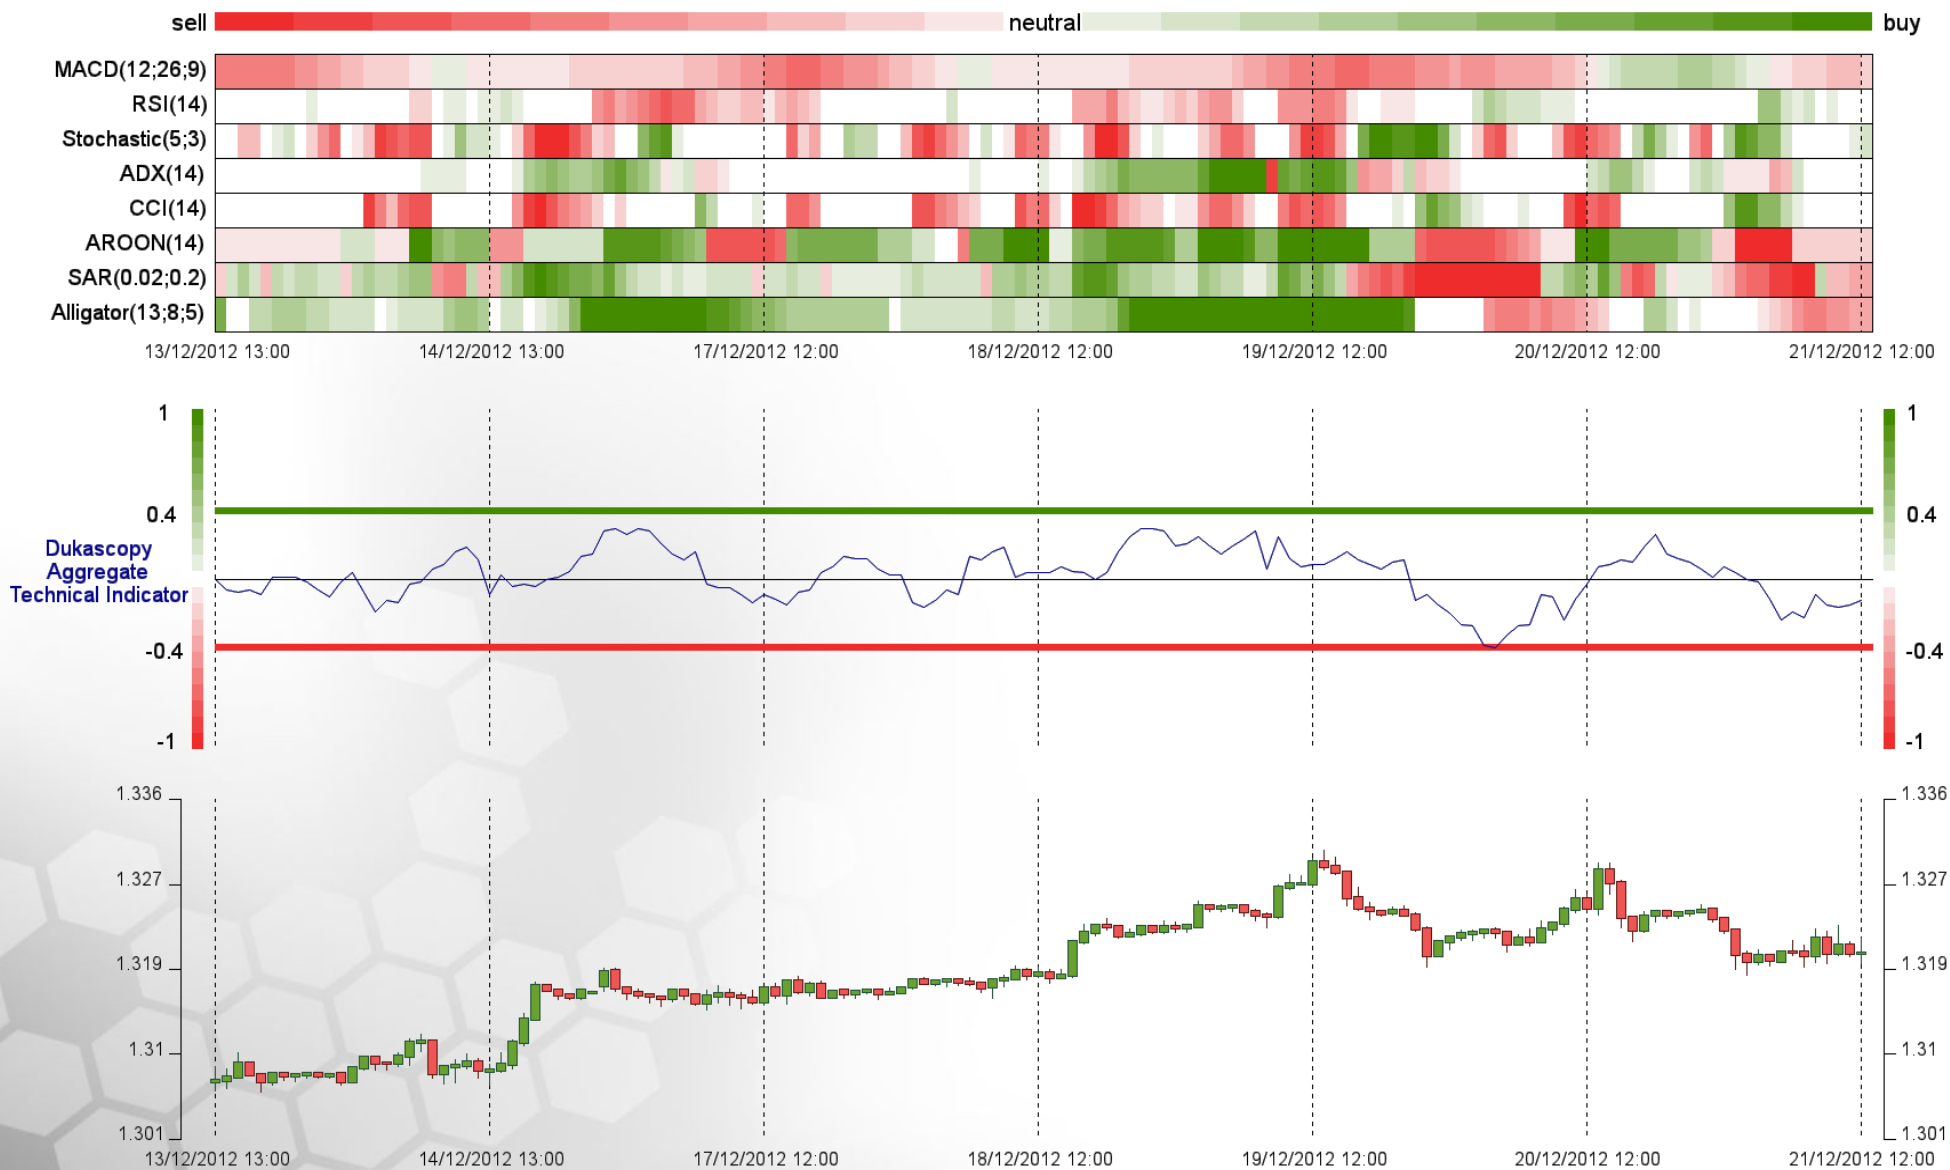 sell neutral buy
MACD(12;26;9)
RSI(14)
Stochastic(5;3)
ADX(14)
CCI(14)
AROON(14)
SAR(0.02;0.2)
Alligator(13;8;5)
13/12/2012 13:00 14/12/2012 13:00 17/12/2012 12:00 18/12/2012 12:00 19/12/2012 12:00 20/12/2012 12:00 21/12/2012 12:00
1 1
0.4 0.4
Dukascopy
Aggregate
Technical Indicator
-0.4 -0.4
-1 -1
1.336 1.336
1.327 1.327
1.319 1.319
1.31 1.31
1.301 1.301
13/12/2012 13:00 14/12/2012 13:00 17/12/2012 12:00 18/12/2012 12:00 19/12/2012 12:00 20/12/2012 12:00 21/12/2012 12:00